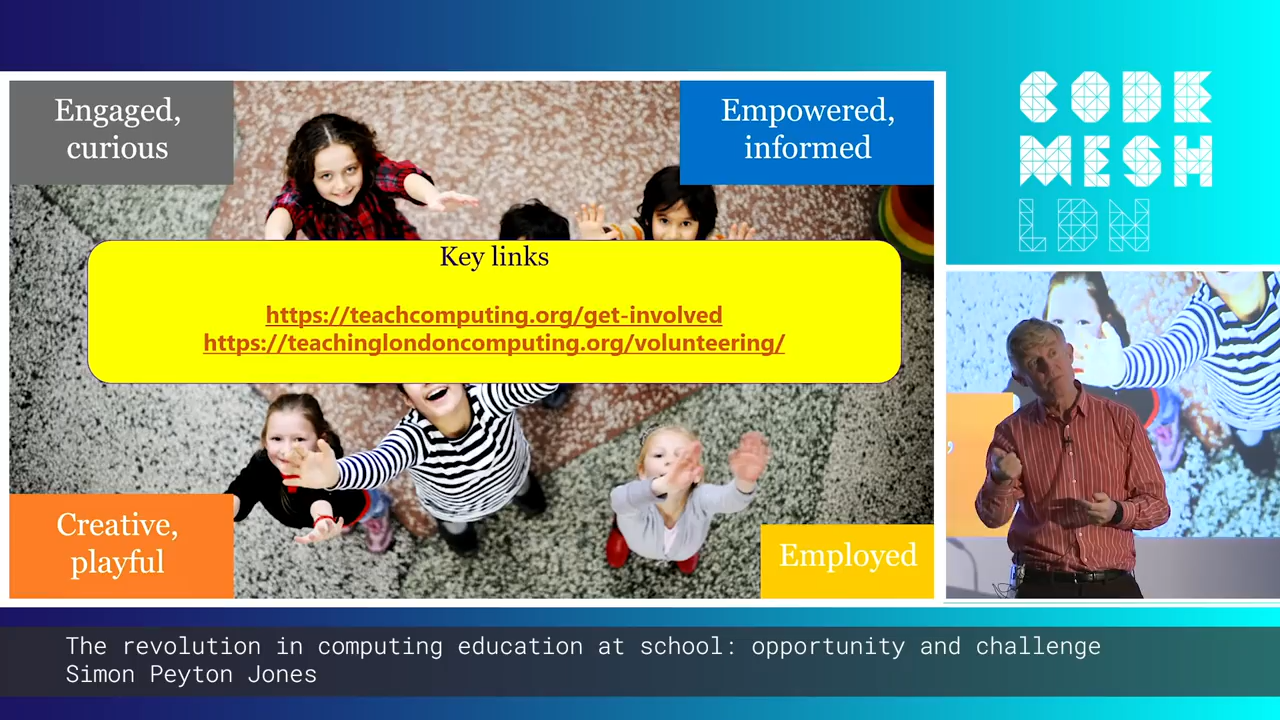 Engaged,
curious
Empowered,
informed
Key links
https://teachcomputing.org/get-involved
https://teachinglondoncomputing.org/volunteering/
Creative,
playful
Employed
CODE
MESH
LDN
The revolution in computing education at school: opportunity and challenge
Simon Peyton Jones